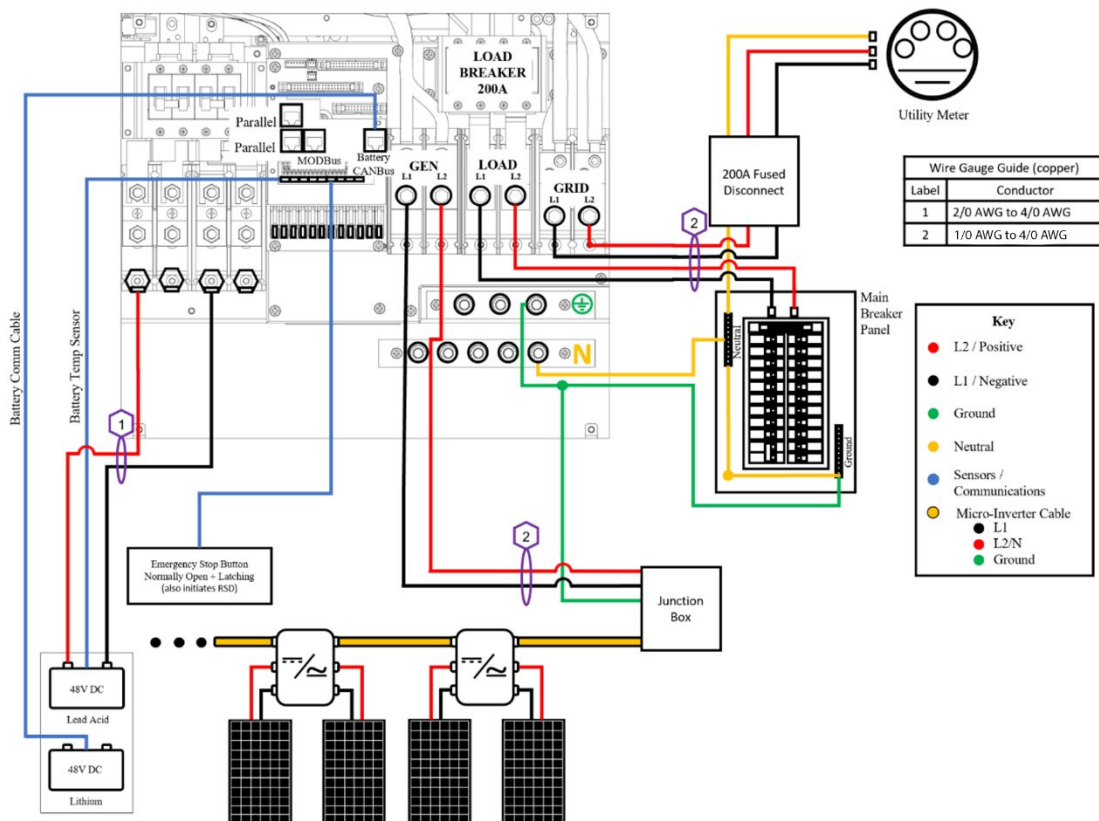 LOAD
BREAKER
200A
Parallel
Parallel
MODBus
Battery
CANBus
GEN
L1
L2
LOAD
L1
L2
GRID
L1
L2
N
Utility Meter
200A Fused
Disconnect
2
Wire Gauge Guide (copper)
Label Conductor
1 2/0 AWG to 4/0 AWG
2 1/0 AWG to 4/0 AWG
Main
Breaker
Panel
Neutral
Ground
Key
L2 / Positive
L1 / Negative
Ground
Neutral
Sensors /
Communications
Micro-Inverter Cable
L1
L2/N
Ground
Battery Comm Cable
Battery Temp Sensor
1
Emergency Stop Button
Normally Open + Latching
(also initiates RSD)
2
Junction
Box
48V DC
Lead Acid
48V DC
Lithium